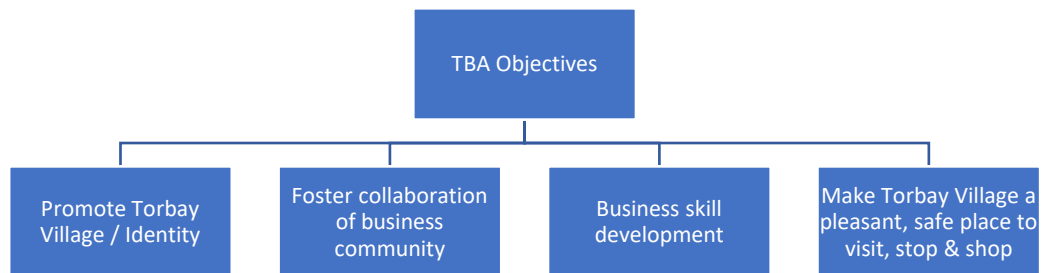 TBA Objectives
Promote Torbay
Village / Identity
Foster collaboration
of business
community
Business skill
development
Make Torbay Village a
pleasant, safe place to
visit, stop & shop